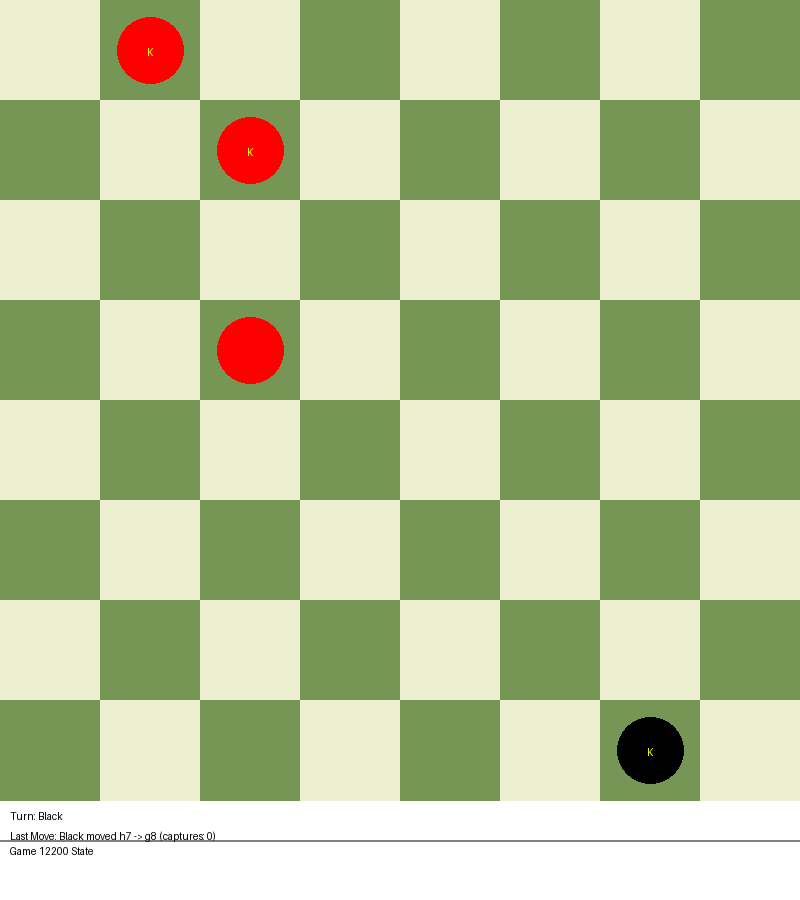 K
K
K
Turn: Black
Last Move: Black moved h7 -> g8 (captures: 0)
Game 12200 State